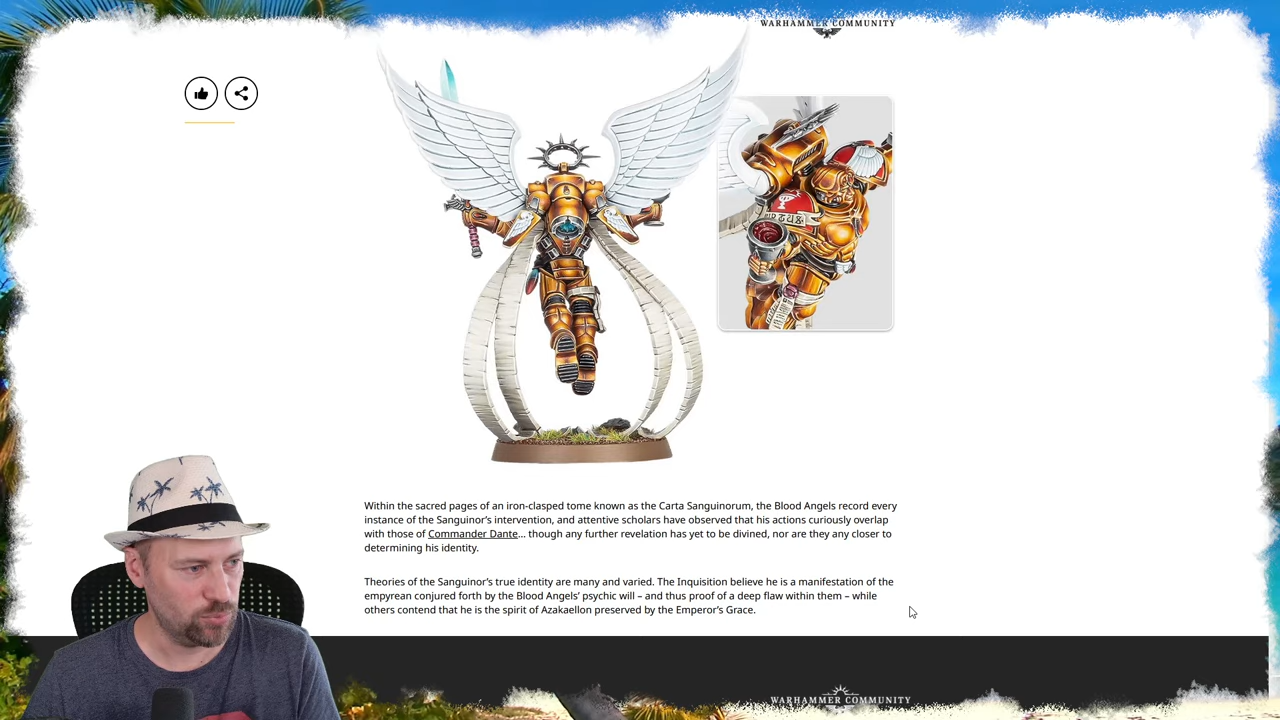 WARHAMMER COMMUNITY
Within the sacred pages of an iron-clasped tome known as the Carta Sanguinorum, the Blood Angels record every
instance of the Sanguinor's intervention, and attentive scholars have observed that his actions curiously overlap
with those of Commander Dante... though any further revelation has yet to be divined, nor are they any closer to
determining his identity.
Theories of the Sanguinor's true identity are many and varied. The Inquisition believe he is a manifestation of the
empyrean conjured forth by the Blood Angels' psychic will – and thus proof of a deep flaw within them – while
others contend that he is the spirit of Azakaellon preserved by the Emperor's Grace.
WARHAMMER COMMUNITY